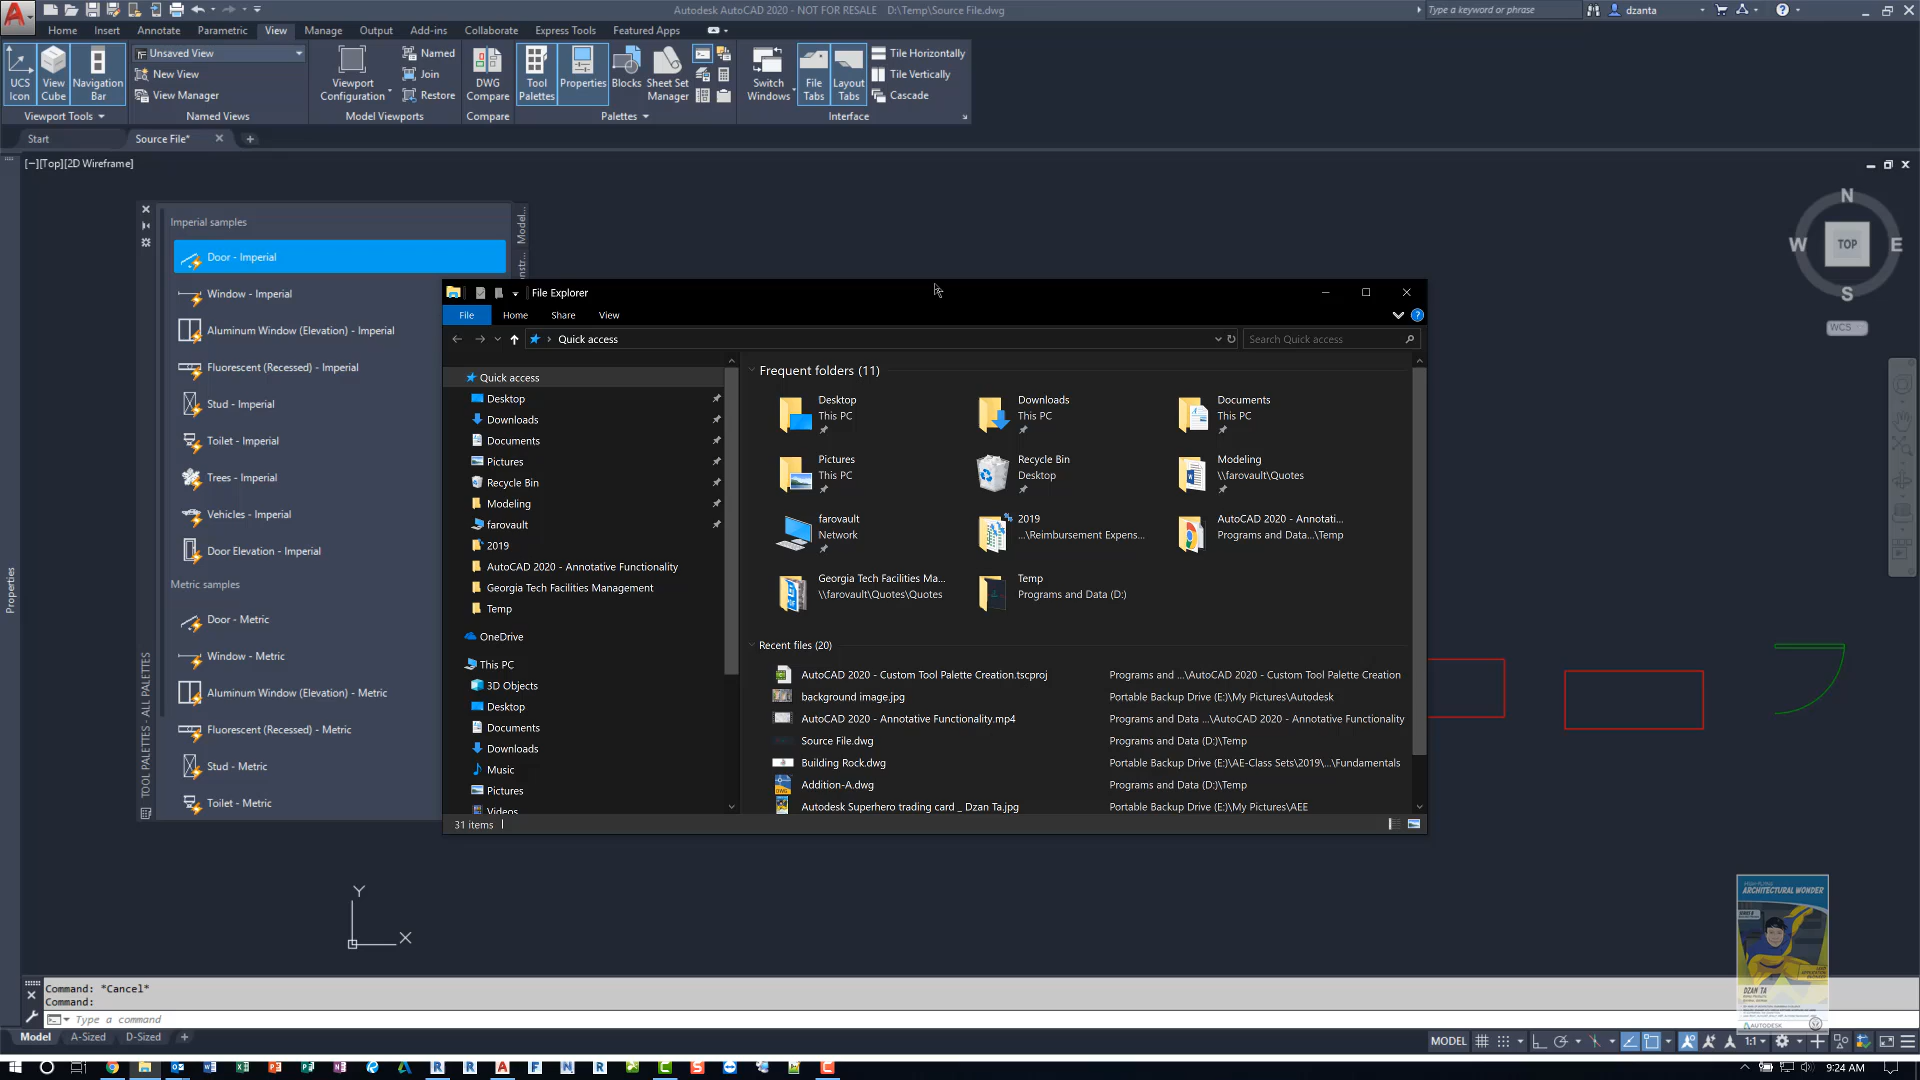 Autodesk AutoCAD 2020 - NOT FOR RESALE   D:\Temp\Source File.dwg
Type a keyword or phrase
dzanta
Home Insert Annotate Parametric View Manage Output Add-ins Collaborate Express Tools Featured Apps
UCS Icon
View Cube
Navigation Bar
Viewport Tools
Unsaved View
New View
View Manager
Named Views
Viewport Configuration
Named
Join
Restore
Model Viewports
DWG Compare
Compare
Tool Palettes
Properties
Blocks
Sheet Set Manager
Palettes
Switch Windows
File Tabs
Layout Tabs
Tile Horizontally
Tile Vertically
Cascade
Interface
Start
Source File*
[−][Top][2D Wireframe]
N
W TOP E
S
WCS
Properties
TOOL PALETTES - ALL PALETTES
Model...
Imperial samples
Door - Imperial
Window - Imperial
Aluminum Window (Elevation) - Imperial
Fluorescent (Recessed) - Imperial
Stud - Imperial
Toilet - Imperial
Trees - Imperial
Vehicles - Imperial
Door Elevation - Imperial
Metric samples
Door - Metric
Window - Metric
Aluminum Window (Elevation) - Metric
Fluorescent (Recessed) - Metric
Stud - Metric
Toilet - Metric
File Explorer
File Home Share View
Quick access
Search Quick access
Quick access
Desktop
Downloads
Documents
Pictures
Recycle Bin
Modeling
farovault
2019
AutoCAD 2020 - Annotative Functionality
Georgia Tech Facilities Management
Temp
OneDrive
This PC
3D Objects
Desktop
Documents
Downloads
Music
Pictures
Videos
Frequent folders (11)
Desktop
This PC
Downloads
This PC
Documents
This PC
Pictures
This PC
Recycle Bin
Desktop
Modeling
\\farovault\Quotes
farovault
Network
2019
...\Reimbursement Expens...
AutoCAD 2020 - Annotati...
Programs and Data...\Temp
Georgia Tech Facilities Ma...
\\farovault\Quotes\Quotes
Temp
Programs and Data (D:)
Recent files (20)
AutoCAD 2020 - Custom Tool Palette Creation.tscproj Programs and ...\AutoCAD 2020 - Custom Tool Palette Creation
background image.jpg Portable Backup Drive (E:)\My Pictures\Autodesk
AutoCAD 2020 - Annotative Functionality.mp4 Programs and Data ...\AutoCAD 2020 - Annotative Functionality
Source File.dwg Programs and Data (D:)\Temp
Building Rock.dwg Portable Backup Drive (E:)\AE-Class Sets\2019\...\Fundamentals
Addition-A.dwg Programs and Data (D:)\Temp
Autodesk Superhero trading card _ Dzan Ta.jpg Portable Backup Drive (E:)\My Pictures\AEE
31 items
Y
X
ARCHITECTURAL WONDER
DZAN TA
AUTODESK
Command: *Cancel*
Command:
Type a command
Model A-Sized D-Sized
MODEL
1:1
9:24 AM